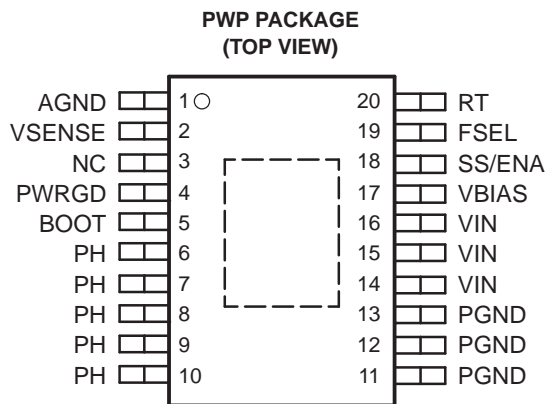 PWP PACKAGE
(TOP VIEW)
AGND 1 20 RT
VSENSE 2 19 FSEL
NC 3 18 SS/ENA
PWRGD 4 17 VBIAS
BOOT 5 16 VIN
PH 6 15 VIN
PH 7 14 VIN
PH 8 13 PGND
PH 9 12 PGND
PH 10 11 PGND